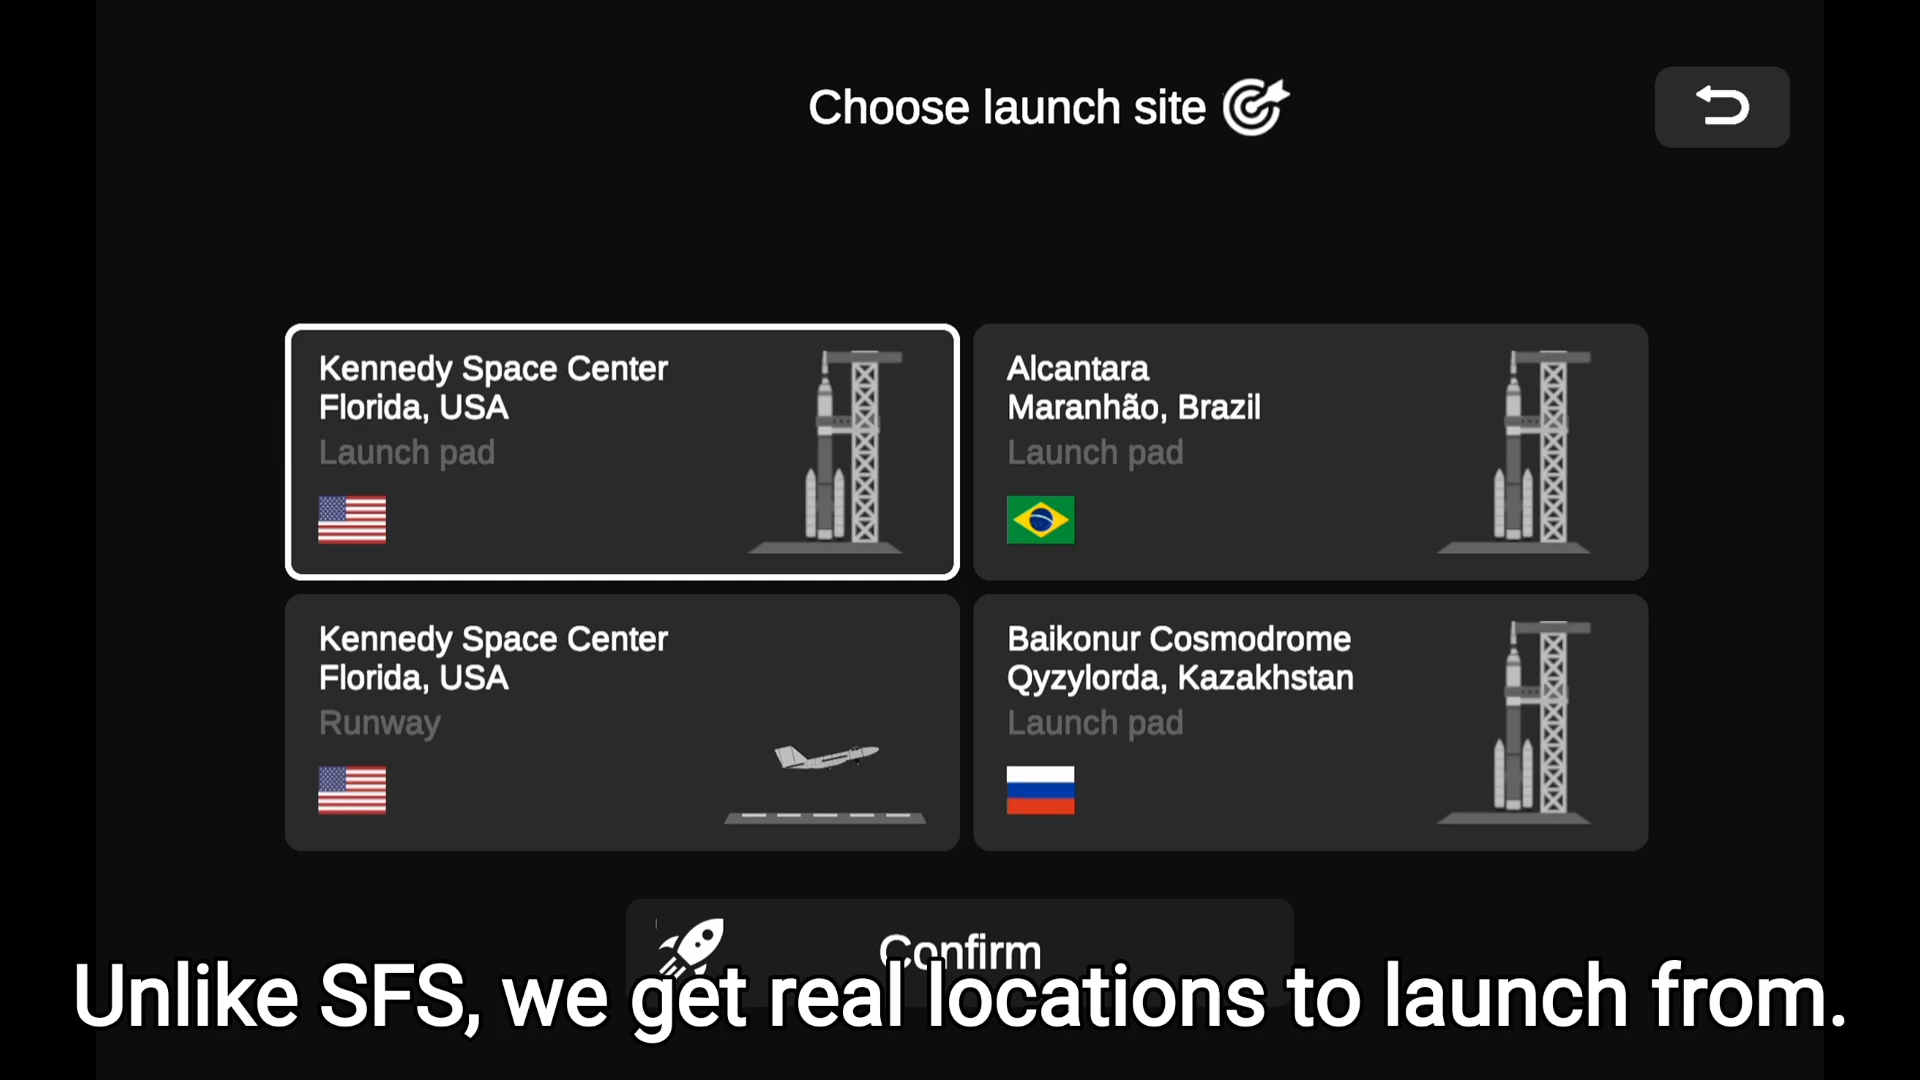 Choose launch site
Kennedy Space Center
Florida, USA
Launch pad
Alcantara
Maranhão, Brazil
Launch pad
Kennedy Space Center
Florida, USA
Runway
Baikonur Cosmodrome
Qyzylorda, Kazakhstan
Launch pad
Confirm
Unlike SFS, we get real locations to launch from.